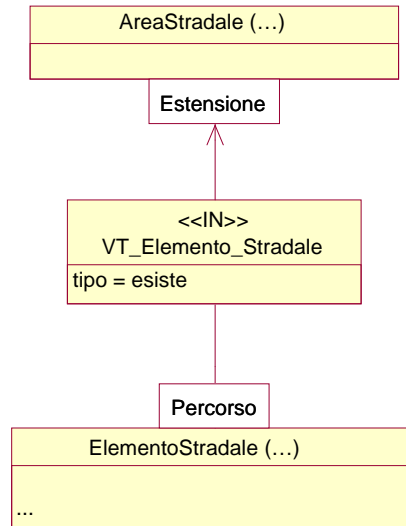 AreaStradale (…)
Estensione
<<IN>>
VT_Elemento_Stradale
tipo = esiste
Percorso
ElementoStradale (…)
...